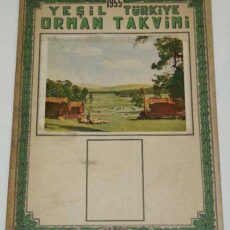 1955
YEŞİL TÜRKİYE
ORMAN TAKVİMİ